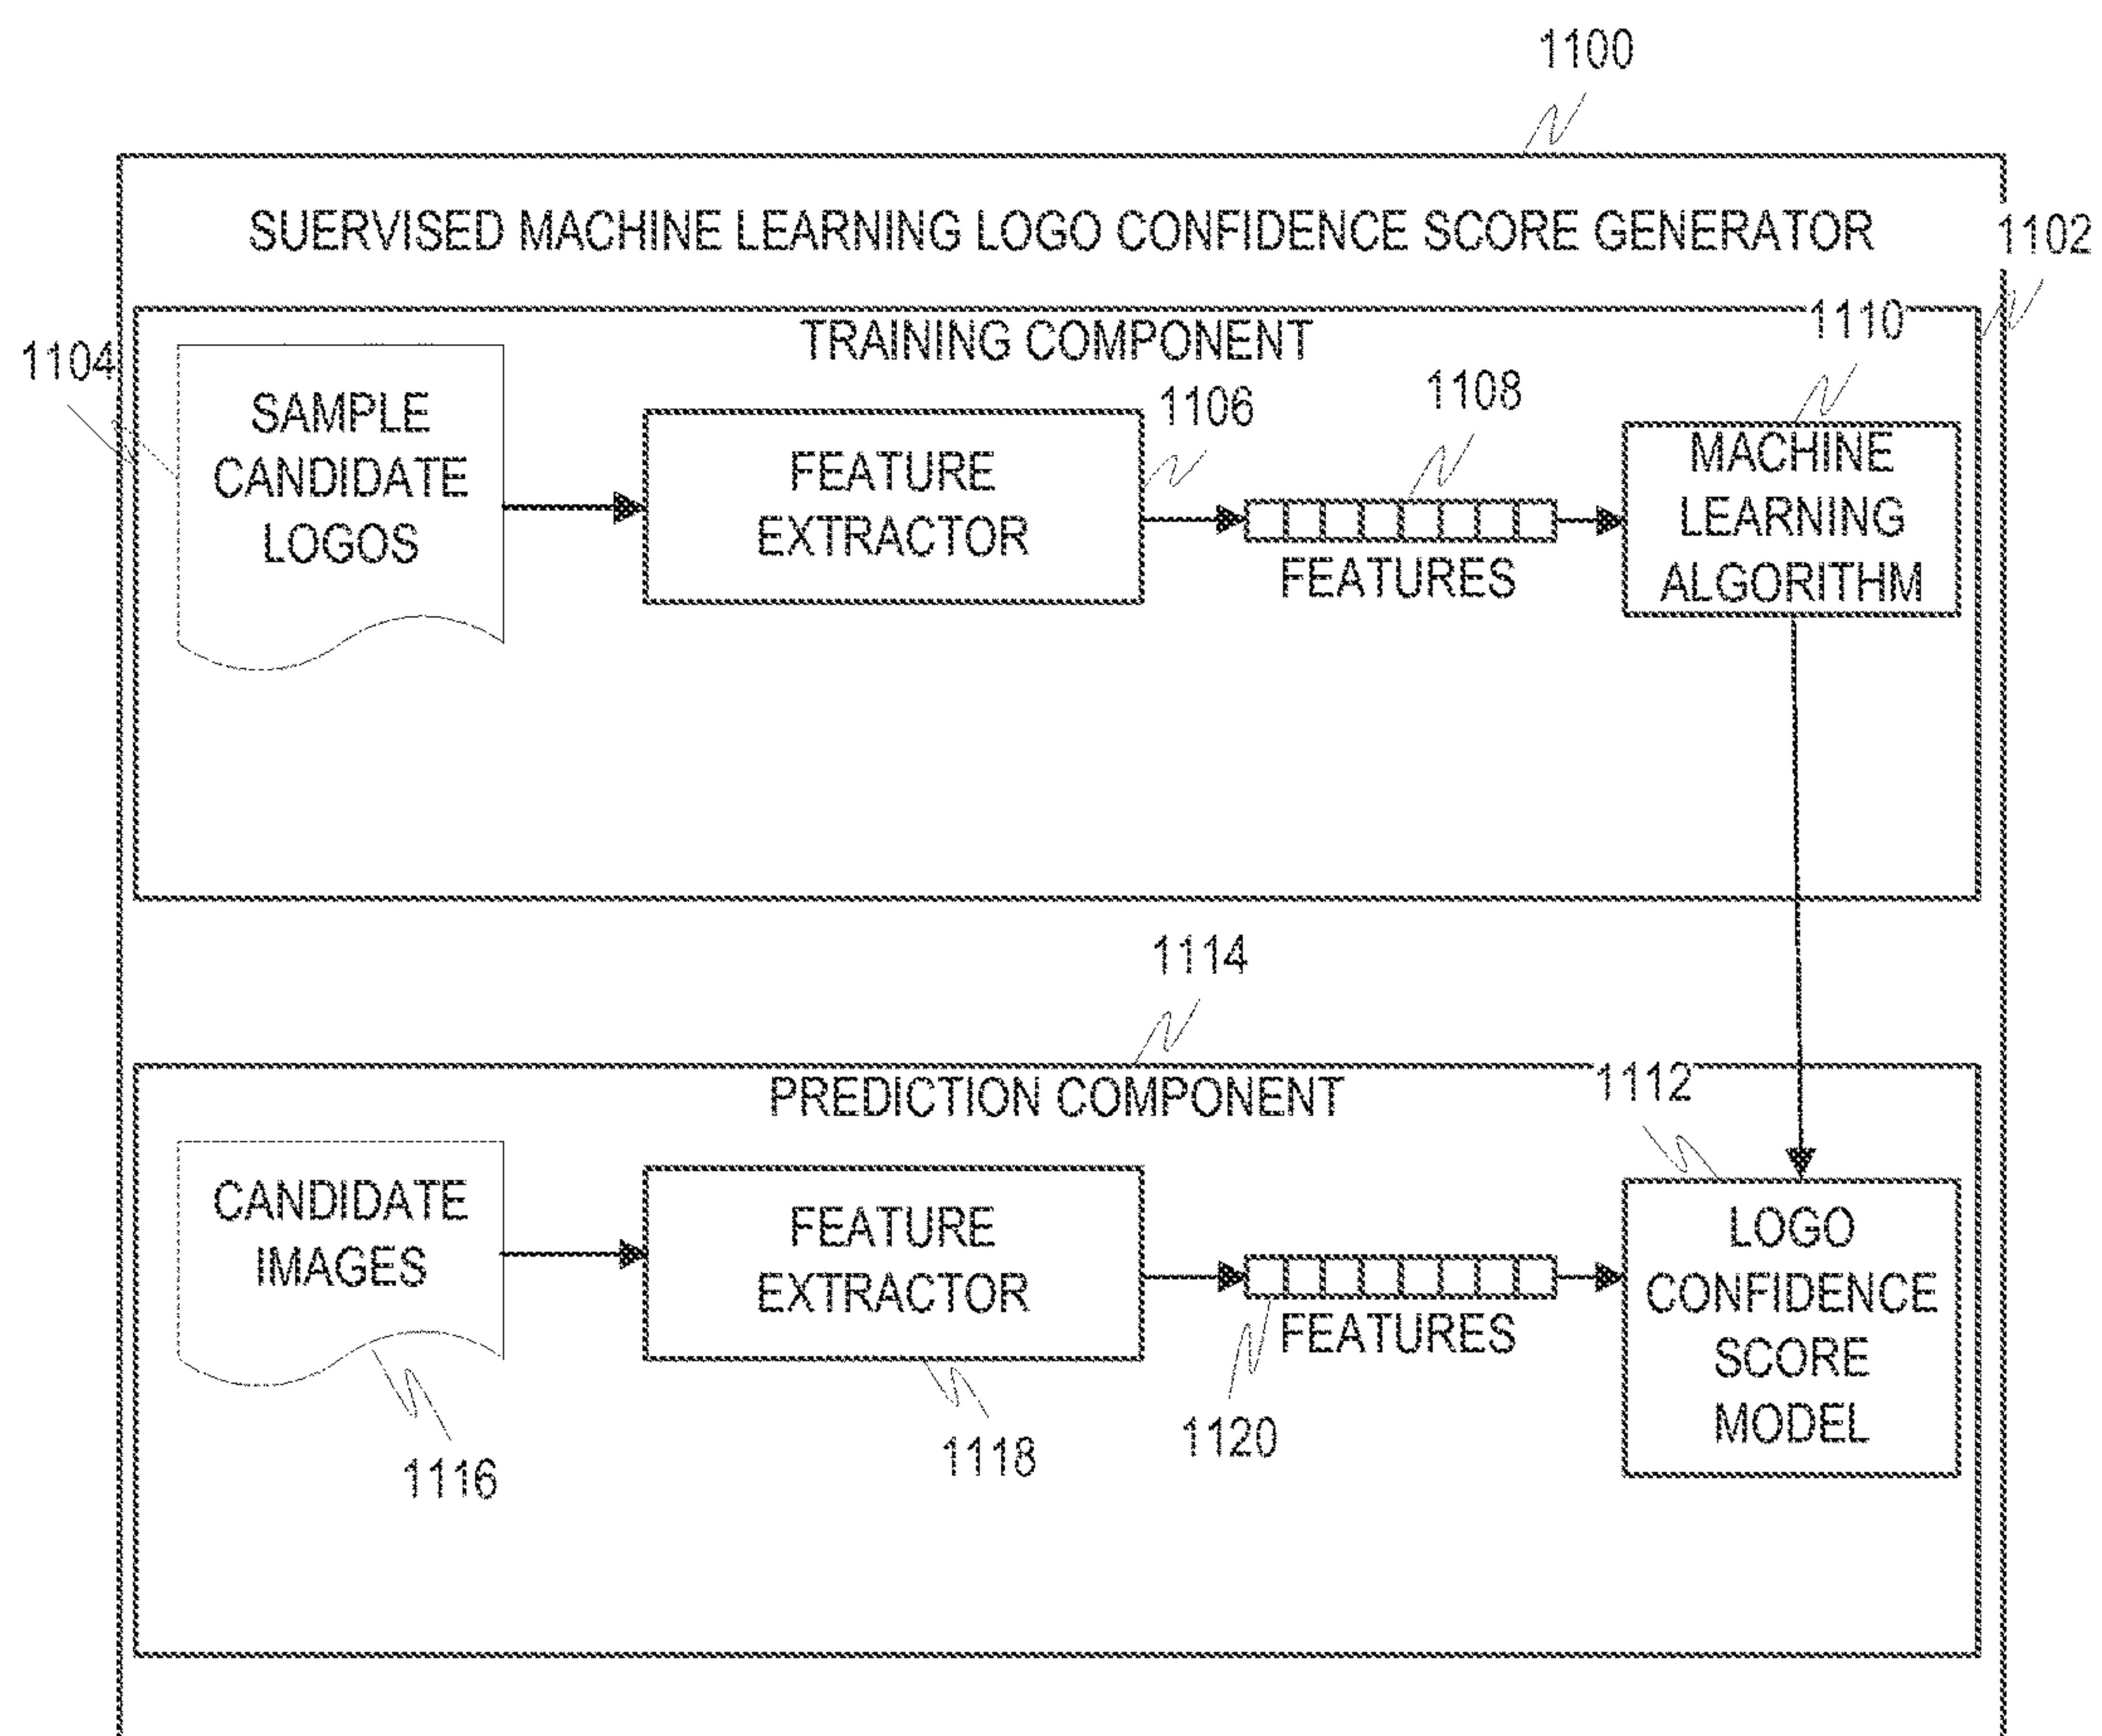 1100
SUERVISED MACHINE LEARNING LOGO CONFIDENCE SCORE GENERATOR
1102
TRAINING COMPONENT
1110
1104
SAMPLE
CANDIDATE
LOGOS
FEATURE
EXTRACTOR
1106
1108
FEATURES
MACHINE
LEARNING
ALGORITHM
1114
PREDICTION COMPONENT
1112
CANDIDATE
IMAGES
1116
FEATURE
EXTRACTOR
1118
FEATURES
1120
LOGO
CONFIDENCE
SCORE
MODEL